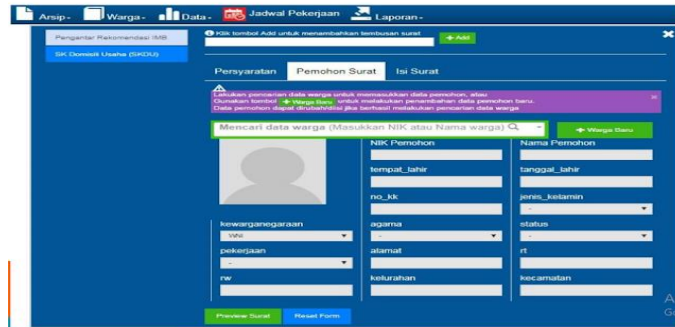 Arsip- Warga- Data- Jadwal Pekerjaan Laporan-
Pengantar Rekomendasi IMB
SK Domisili Usaha (SKDU)
Klik tombol Add untuk menambahkan tembusan surat
+ Add
Persyaratan Pemohon Surat Isi Surat
Lakukan pencarian data warga untuk memasukkan data pemohon, atau
Gunakan tombol + Warga Baru untuk melakukan penambahan data pemohon baru.
Data pemohon dapat dirubah/diisi jika berhasil melakukan pencarian data warga
Mencari data warga (Masukkan NIK atau Nama warga)
+ Warga Baru
NIK Pemohon Nama Pemohon
tempat_lahir tanggal_lahir
no_kk jenis_kelamin
-
kewarganegaraan agama status
WNI - -
pekerjaan alamat rt
-
rw kelurahan kecamatan
Preview Surat Reset Form